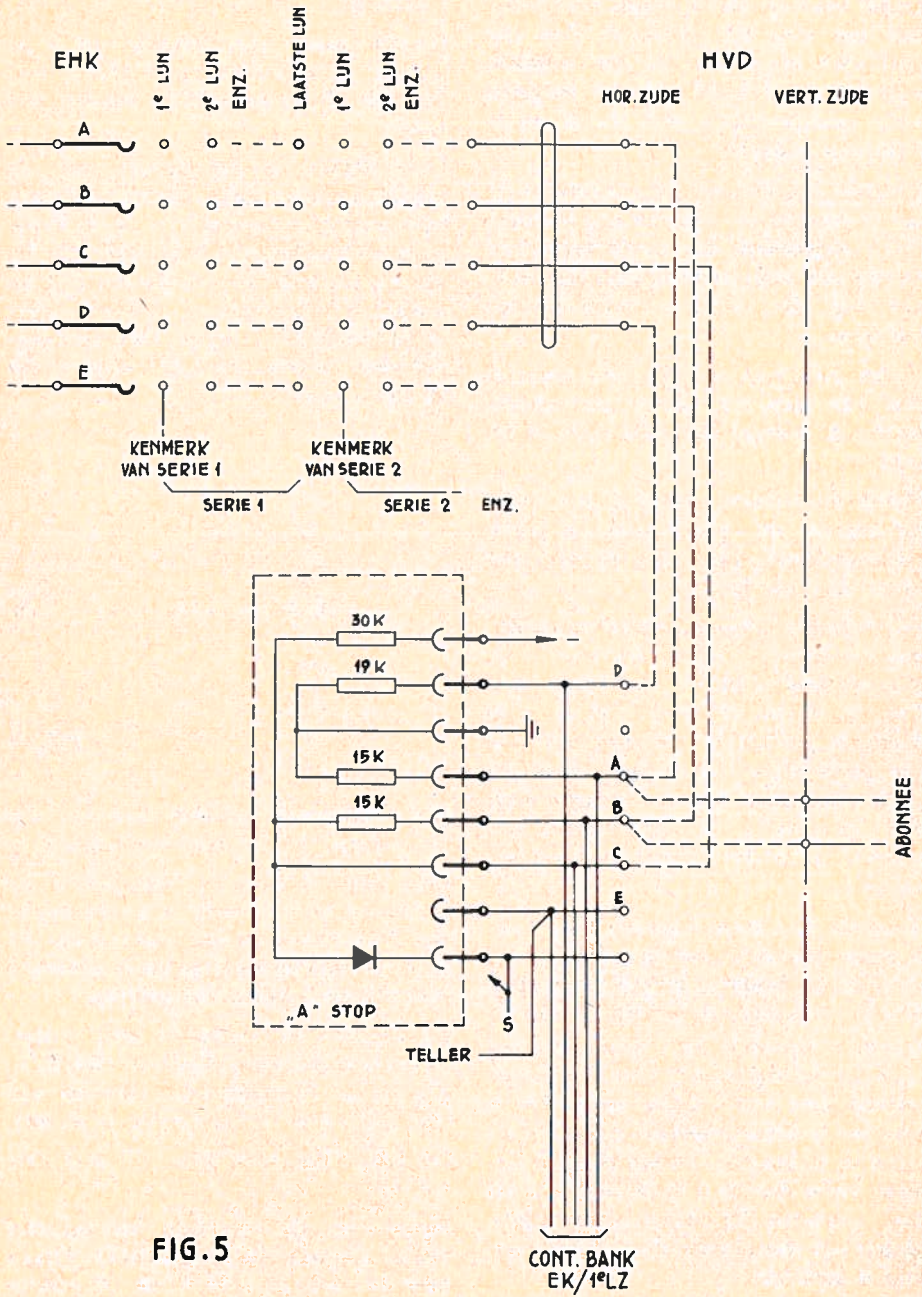 EHK
1e LIJN
2e LIJN
ENZ.
LAATSTE LIJN
1e LIJN
2e LIJN
ENZ.
HVD
HOR. ZIJDE
VERT. ZIJDE
A
B
C
D
E
KENMERK
VAN SERIE 1
KENMERK
VAN SERIE 2
SERIE 1
SERIE 2
ENZ.
30K
19K
D
15K
A
15K
B
C
E
ABONNEE
„A" STOP
S
TELLER
FIG. 5
CONT. BANK
EK/1eLZ